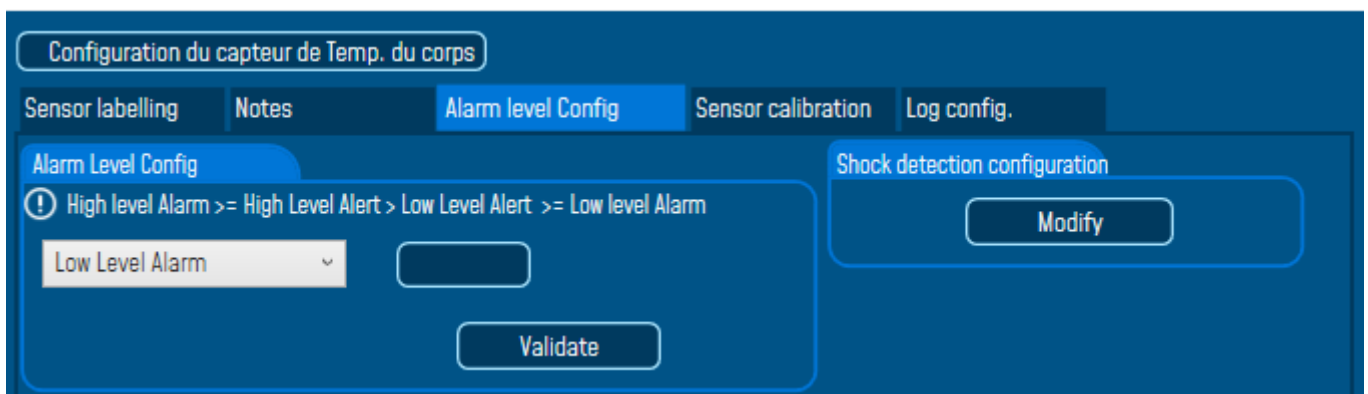 Configuration du capteur de Temp. du corps
Sensor labelling Notes Alarm level Config Sensor calibration Log config.
Alarm Level Config Shock detection configuration
! High level Alarm >= High Level Alert > Low Level Alert >= Low level Alarm
Modify
Low Level Alarm
Validate